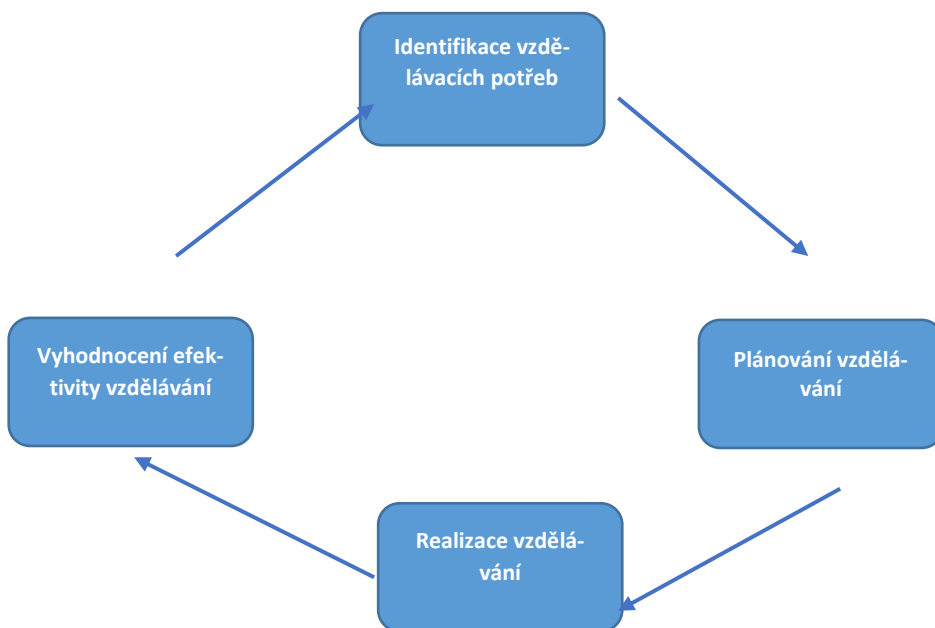 Identifikace vzdě-
lávacích potřeb
Vyhodnocení efek-
tivity vzdělávání
Plánování vzdělá-
vání
Realizace vzdělá-
vání